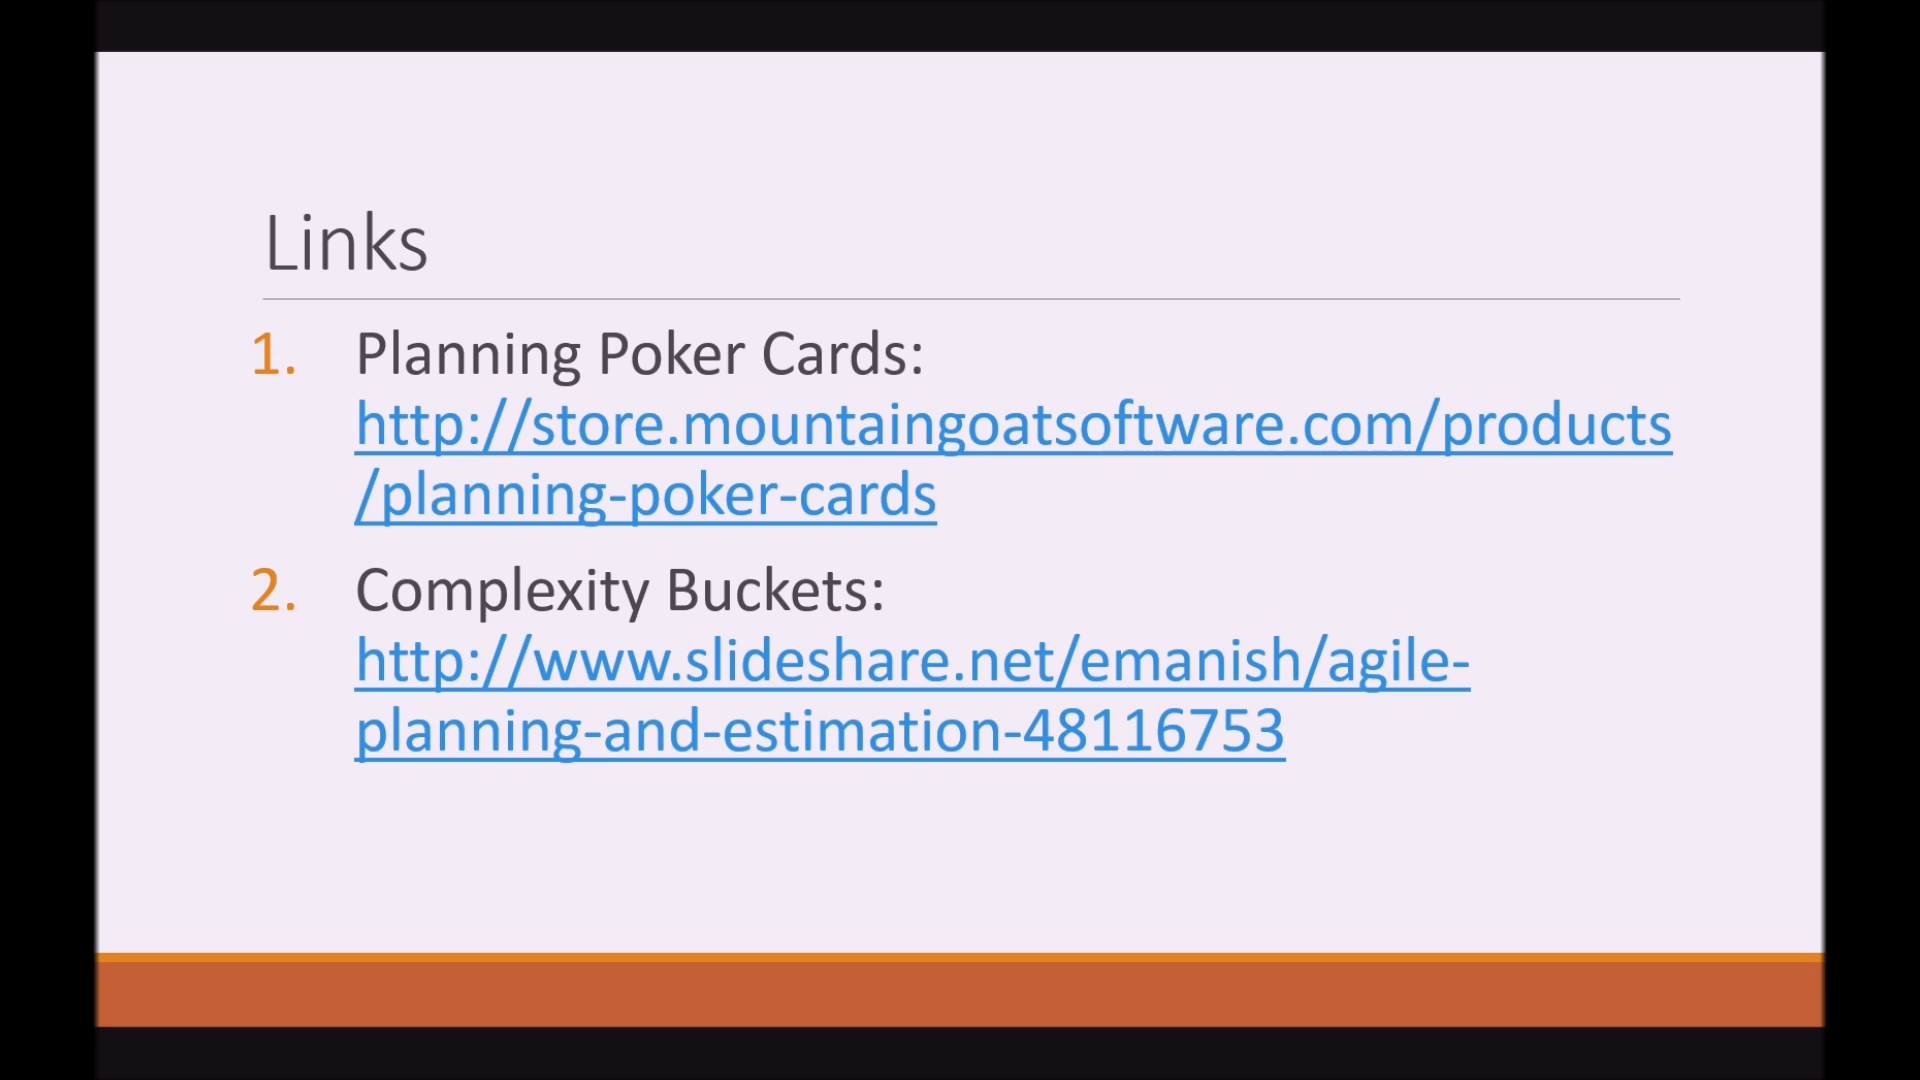 Links
1. Planning Poker Cards:
http://store.mountaingoatsoftware.com/products
/planning-poker-cards
2. Complexity Buckets:
http://www.slideshare.net/emanish/agile-
planning-and-estimation-48116753